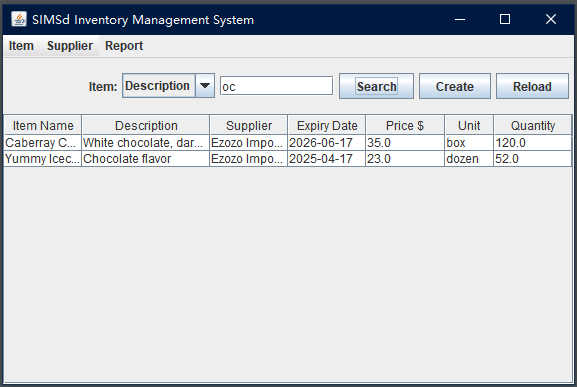 SIMSd Inventory Management System
Item Supplier Report
Item: Description oc Search Create Reload
Item Name Description Supplier Expiry Date Price $ Unit Quantity
Caberray C... White chocolate, dar... Ezozo Impo... 2026-06-17 35.0 box 120.0
Yummy Icec... Chocolate flavor Ezozo Impo... 2025-04-17 23.0 dozen 52.0